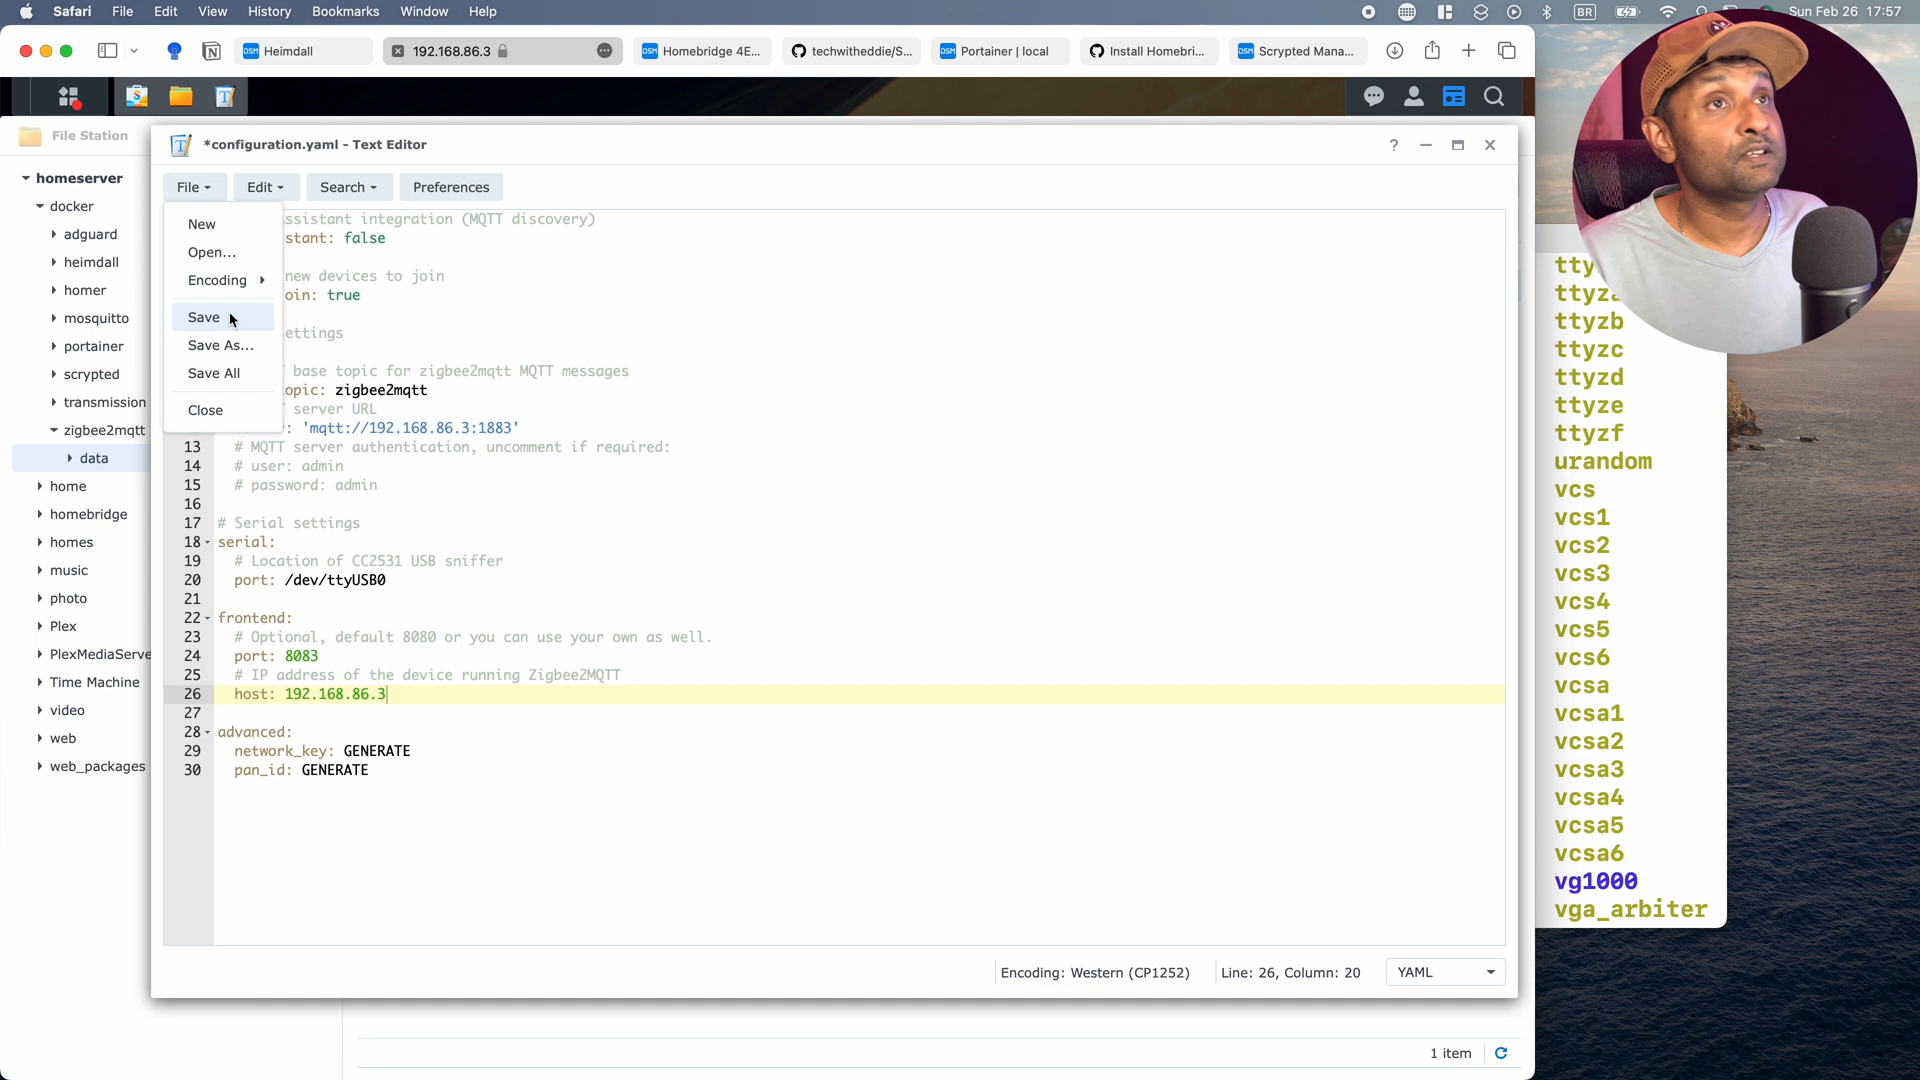 Safari File Edit View History Bookmarks Window Help BR Sun Feb 26 17:57
DSM Heimdall 192.168.86.3 DSM Homebridge 4E... techwitheddie/S... DSM Portainer | local Install Homebri... DSM Scrypted Mana...
File Station
*configuration.yaml - Text Editor
?
File Edit Search Preferences
homeserver
docker
adguard
heimdall
homer
mosquitto
portainer
scrypted
transmission
zigbee2mqtt
data
home
homebridge
homes
music
photo
Plex
PlexMediaServe
Time Machine
video
web
web_packages
New
Open...
Encoding
Save
Save As...
Save All
Close
ssistant integration (MQTT discovery)
stant: false
new devices to join
oin: true
ettings
base topic for zigbee2mqtt MQTT messages
opic: zigbee2mqtt
server URL
: 'mqtt://192.168.86.3:1883'
13 # MQTT server authentication, uncomment if required:
14 # user: admin
15 # password: admin
16
17 # Serial settings
18 serial:
19 # Location of CC2531 USB sniffer
20 port: /dev/ttyUSB0
21
22 frontend:
23 # Optional, default 8080 or you can use your own as well.
24 port: 8083
25 # IP address of the device running Zigbee2MQTT
26 host: 192.168.86.3
27
28 advanced:
29 network_key: GENERATE
30 pan_id: GENERATE
Encoding: Western (CP1252) Line: 26, Column: 20 YAML
1 item
tty
ttyza
ttyzb
ttyzc
ttyzd
ttyze
ttyzf
urandom
vcs
vcs1
vcs2
vcs3
vcs4
vcs5
vcs6
vcsa
vcsa1
vcsa2
vcsa3
vcsa4
vcsa5
vcsa6
vg1000
vga_arbiter